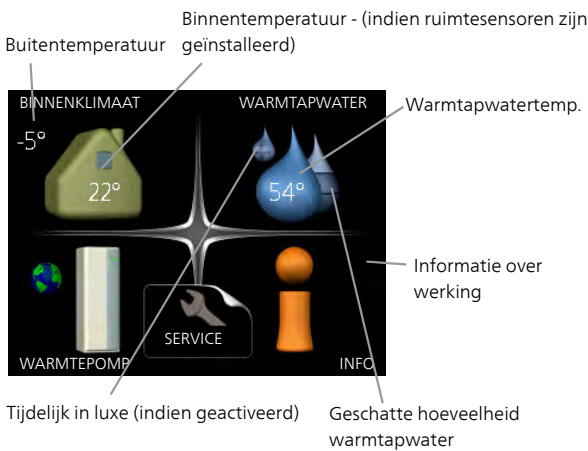 Binnentemperatuur - (indien ruimtesensoren zijn
geïnstalleerd)
Buitentemperatuur
BINNENKLIMAAT
WARMTAPWATER
Warmtapwatertemp.
-5°
22°
54°
Informatie over
werking
SERVICE
WARMTEPOMP
INFO
Tijdelijk in luxe (indien geactiveerd)
Geschatte hoeveelheid
warmtapwater